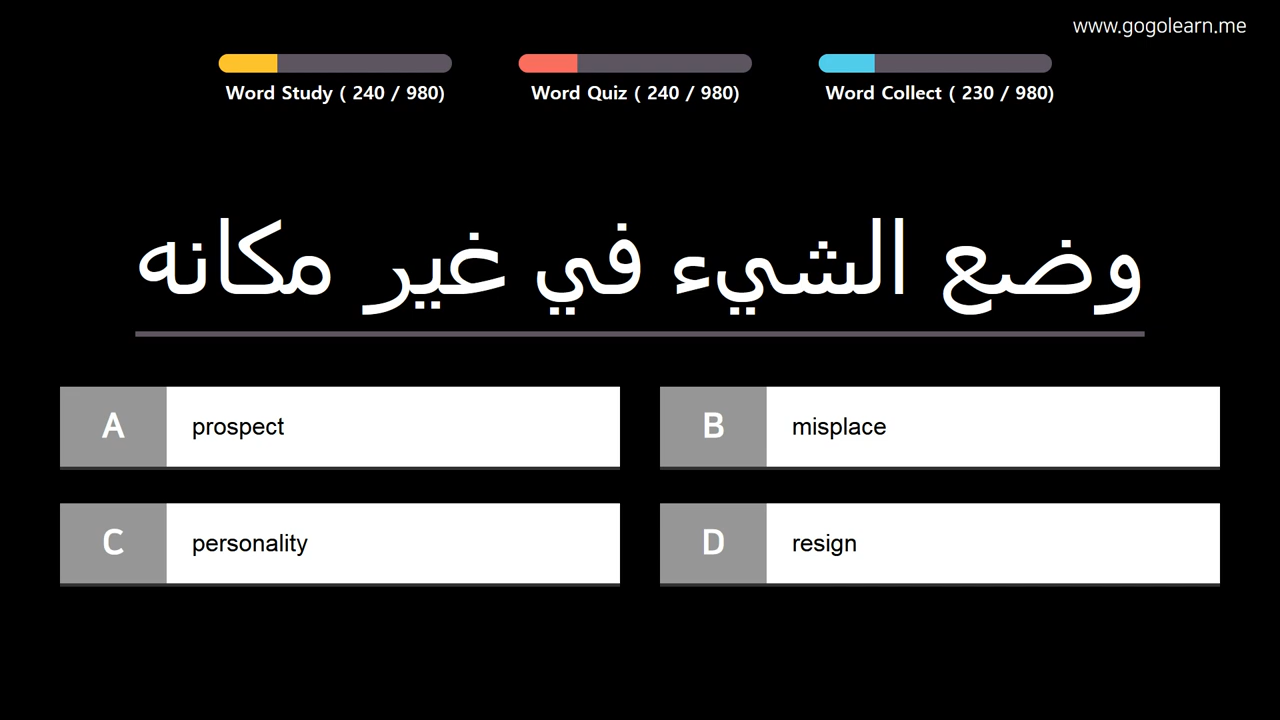 www.gogolearn.me
Word Study ( 240 / 980)
Word Quiz ( 240 / 980)
Word Collect ( 230 / 980)
وضع الشيء في غير مكانه
A prospect
B misplace
C personality
D resign